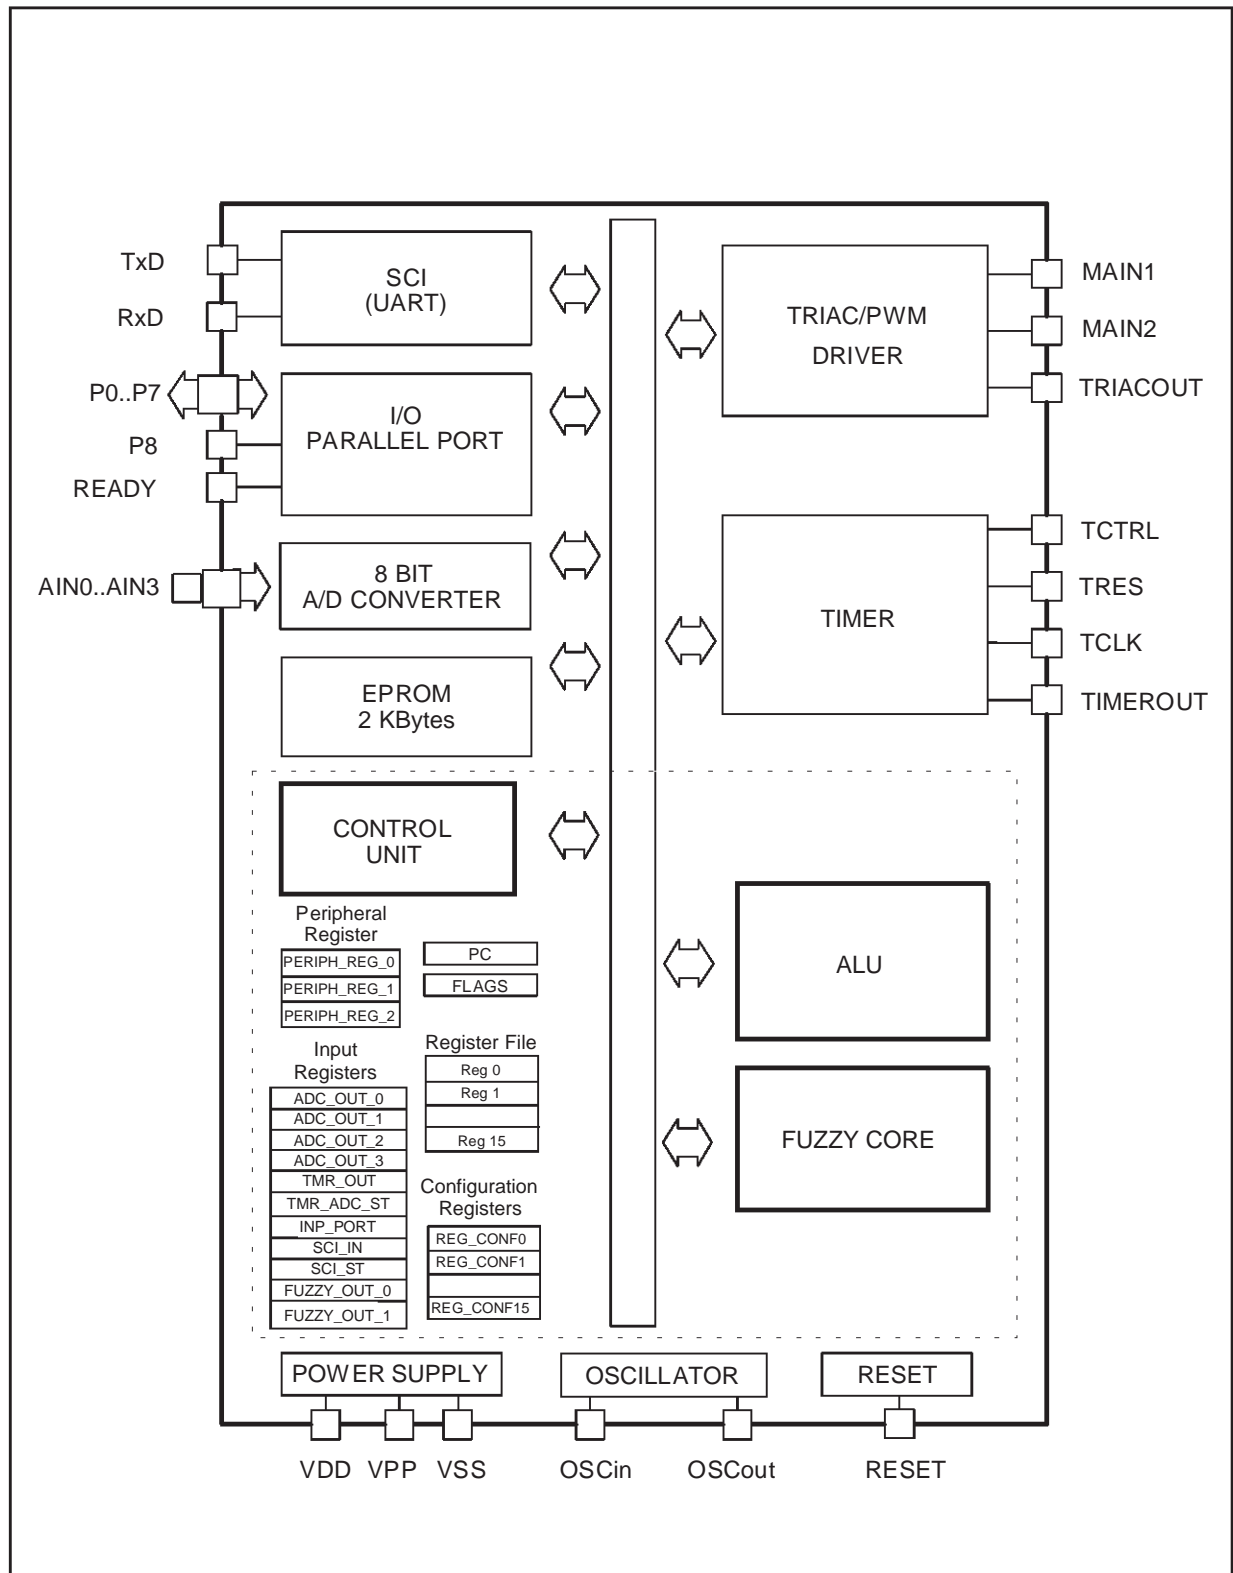 TxD
RxD
P0..P7
P8
READY
AIN0..AIN3
SCI
(UART)
I/O
PARALLEL PORT
8 BIT
A/D CONVERTER
EPROM
2 KBytes
TRIAC/PWM
DRIVER
MAIN1
MAIN2
TRIACOUT
TIMER
TCTRL
TRES
TCLK
TIMEROUT
CONTROL
UNIT
Peripheral
Register
PERIPH_REG_0
PERIPH_REG_1
PERIPH_REG_2
PC
FLAGS
Input
Registers
ADC_OUT_0
ADC_OUT_1
ADC_OUT_2
ADC_OUT_3
TMR_OUT
TMR_ADC_ST
INP_PORT
SCI_IN
SCI_ST
FUZZY_OUT_0
FUZZY_OUT_1
Register File
Reg 0
Reg 1
Reg 15
Configuration
Registers
REG_CONF0
REG_CONF1
REG_CONF15
ALU
FUZZY CORE
POWER SUPPLY
OSCILLATOR
RESET
VDD
VPP
VSS
OSCin
OSCout
RESET